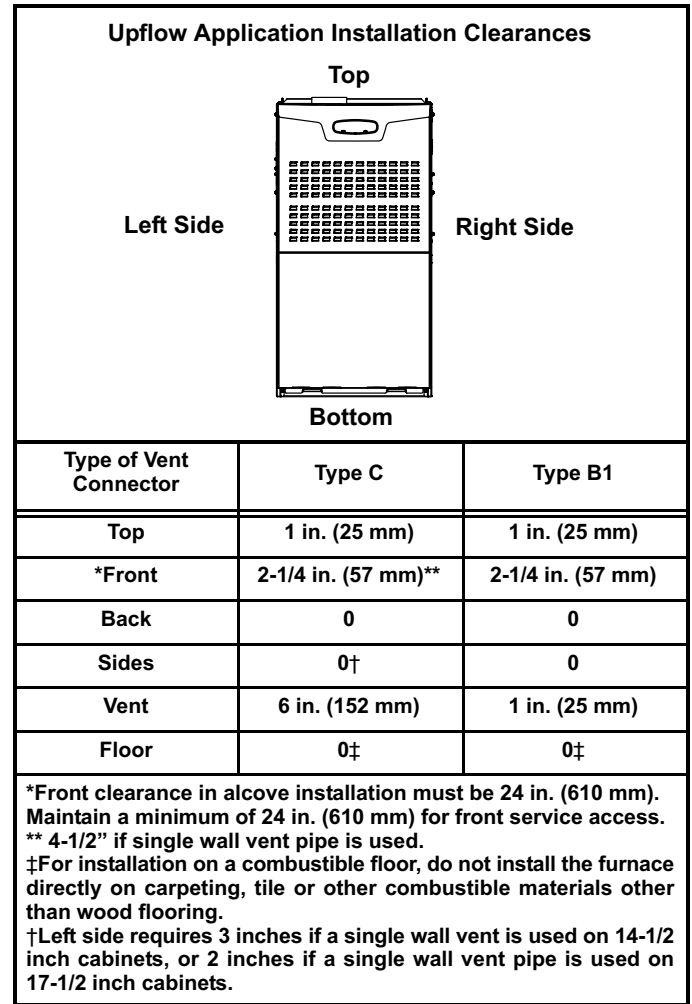 Upflow Application Installation Clearances
Top
Left Side
Right Side
Bottom
Type of Vent Connector Type C Type B1
Top 1 in. (25 mm) 1 in. (25 mm)
*Front 2-1/4 in. (57 mm)** 2-1/4 in. (57 mm)
Back 0 0
Sides 0† 0
Vent 6 in. (152 mm) 1 in. (25 mm)
Floor 0‡ 0‡
*Front clearance in alcove installation must be 24 in. (610 mm).
Maintain a minimum of 24 in. (610 mm) for front service access.
** 4-1/2” if single wall vent pipe is used.
‡For installation on a combustible floor, do not install the furnace
directly on carpeting, tile or other combustible materials other
than wood flooring.
†Left side requires 3 inches if a single wall vent is used on 14-1/2
inch cabinets, or 2 inches if a single wall vent pipe is used on
17-1/2 inch cabinets.